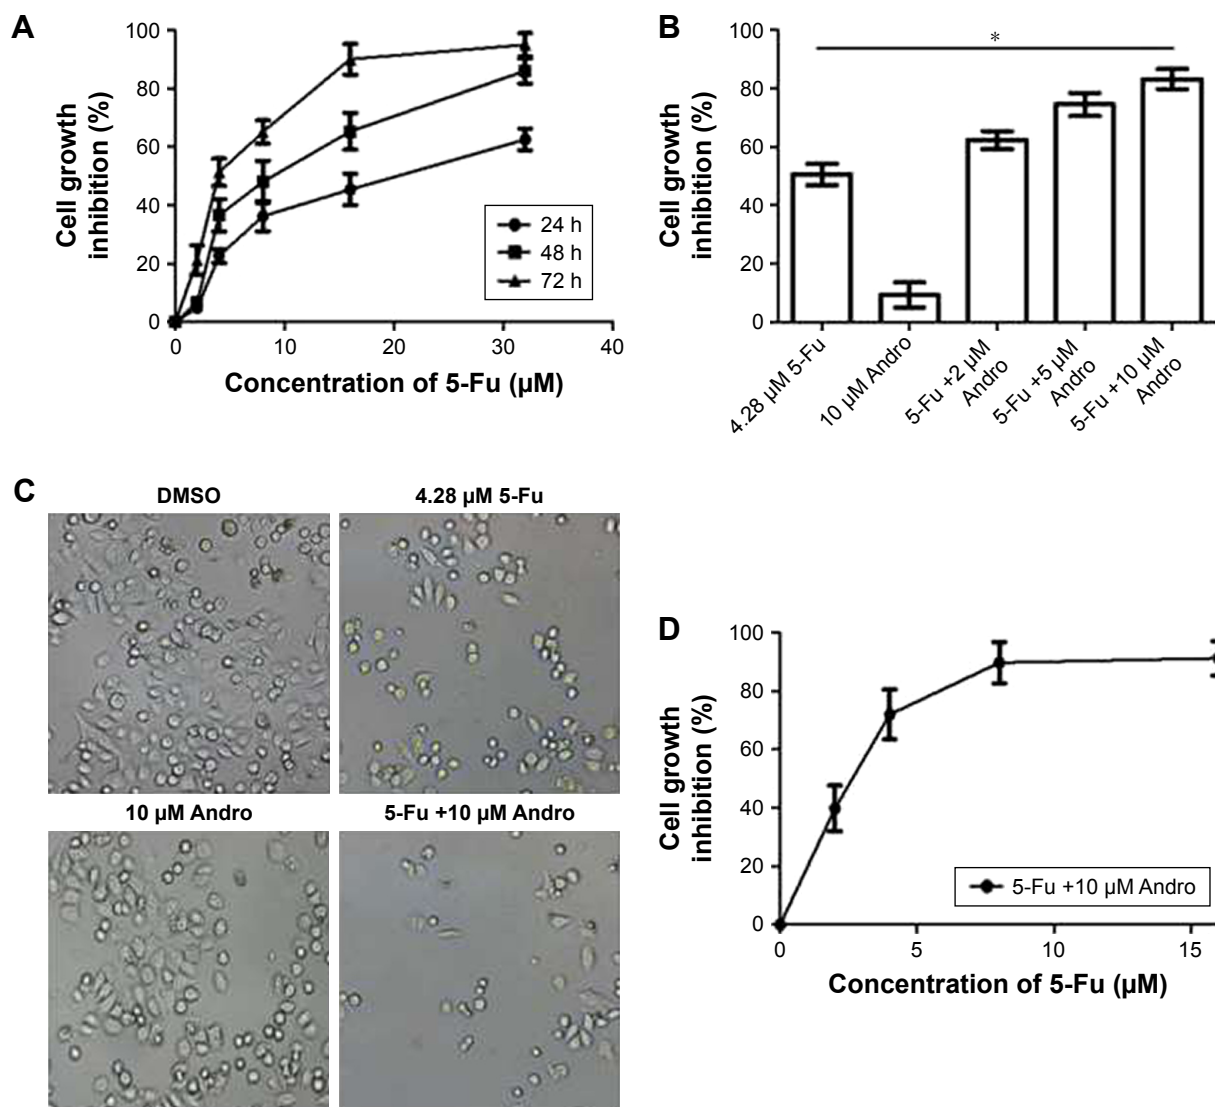 A
100
80
60
40
20
0
Cell growth
inhibition (%)
0 10 20 30 40
Concentration of 5-Fu (µM)
24 h
48 h
72 h
B
*
100
80
60
40
20
0
Cell growth
inhibition (%)
4.28 µM 5-Fu
10 µM Andro
5-Fu +2 µM
Andro
5-Fu +5 µM
Andro
5-Fu +10 µM
Andro
C
DMSO
4.28 µM 5-Fu
10 µM Andro
5-Fu +10 µM Andro
D
100
80
60
40
20
0
Cell growth
inhibition (%)
5-Fu +10 µM Andro
0 5 10 15
Concentration of 5-Fu (µM)